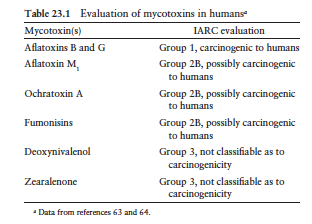 Table 23.1 Evaluation of mycotoxins in humansᵃ
Mycotoxin(s) IARC evaluation
Aflatoxins B and G Group 1, carcinogenic to humans
Aflatoxin M₁ Group 2B, possibly carcinogenic
to humans
Ochratoxin A Group 2B, possibly carcinogenic
to humans
Fumonisins Group 2B, possibly carcinogenic
to humans
Deoxynivalenol Group 3, not classifiable as to
carcinogenicity
Zearalenone Group 3, not classifiable as to
carcinogenicity
ᵃ Data from references 63 and 64.